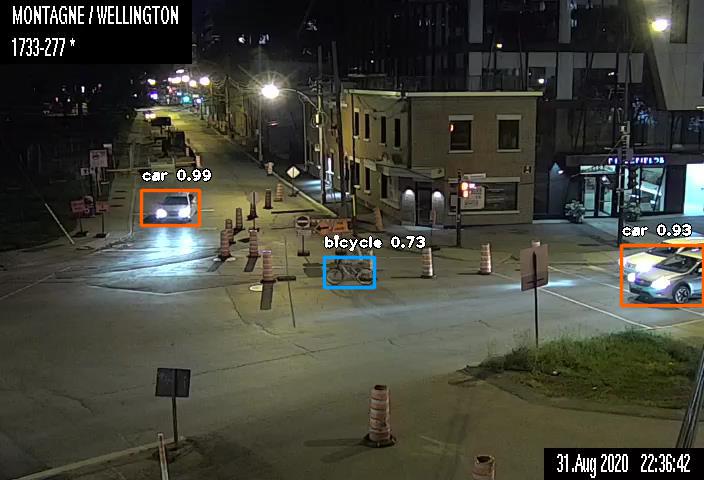 MONTAGNE / WELLINGTON
1733-277 *
car 0.99
bicycle 0.73
car 0.93
31.Aug 2020 22:36:42